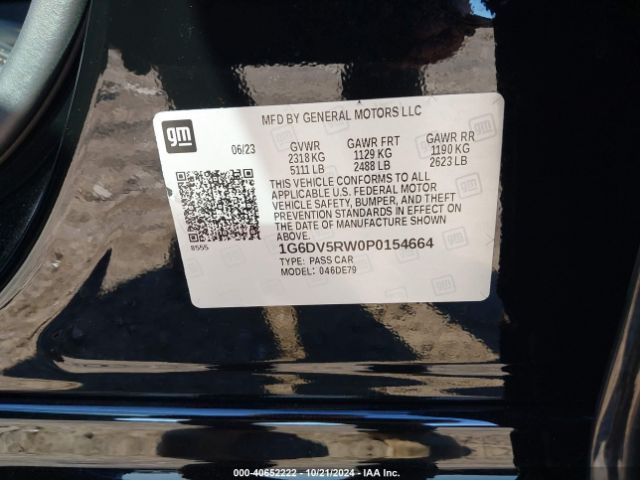 MFD BY GENERAL MOTORS LLC
gm
06/23
GVWR GAWR FRT GAWR RR
2318 KG 1129 KG 1190 KG
5111 LB 2488 LB 2623 LB
THIS VEHICLE CONFORMS TO ALL
APPLICABLE U.S. FEDERAL MOTOR
VEHICLE SAFETY, BUMPER, AND THEFT
PREVENTION STANDARDS IN EFFECT ON
THE DATE OF MANUFACTURE SHOWN
ABOVE.
8555
1G6DV5RW0P0154664
TYPE: PASS CAR
MODEL: 046DE79
000-40652222 - 10/21/2024 - IAA Inc.